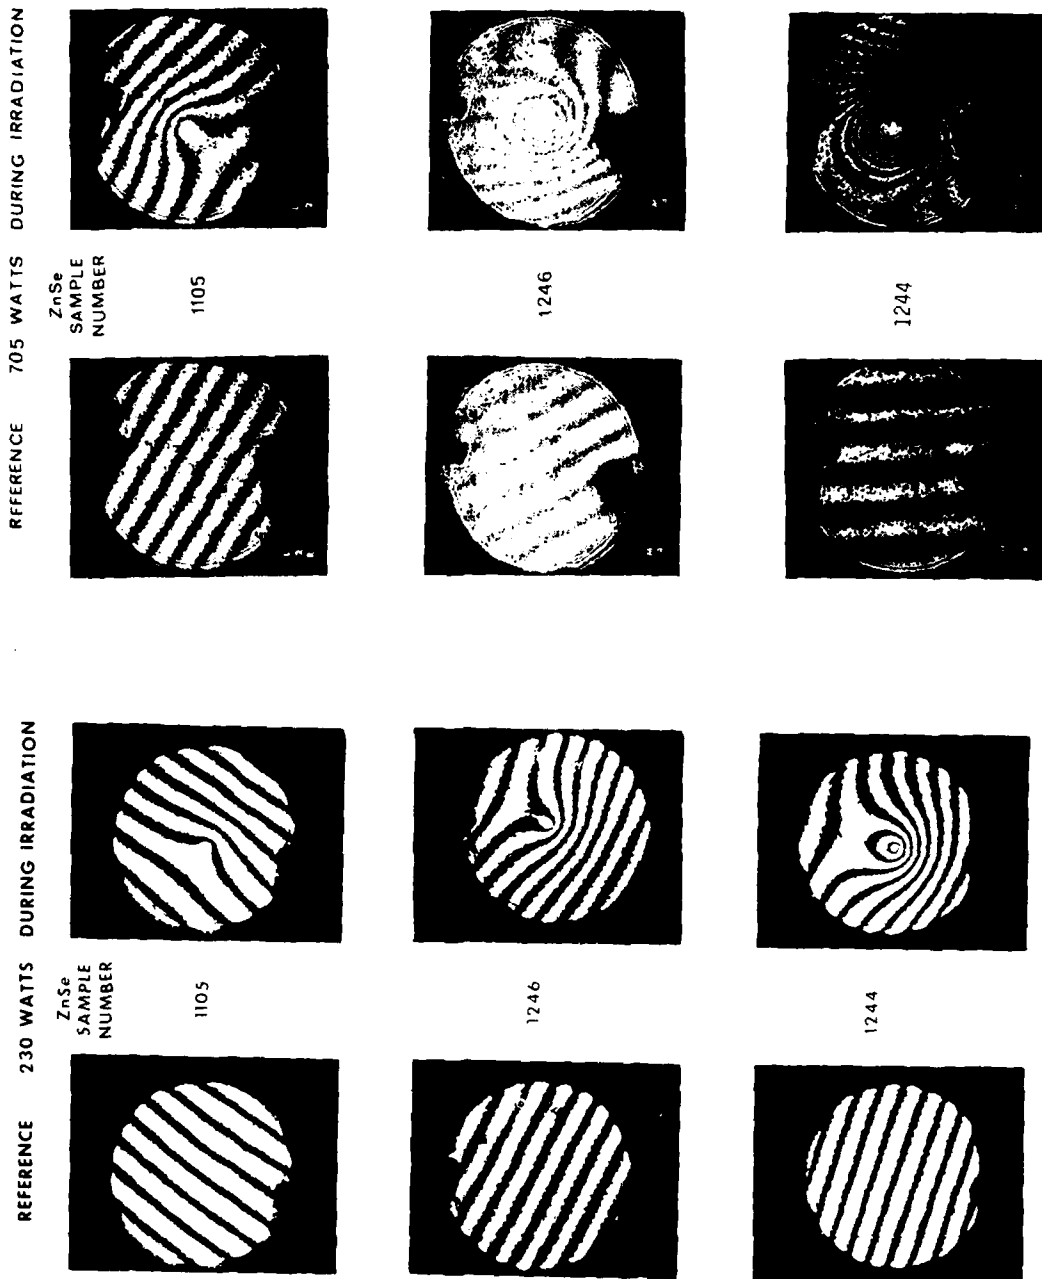 REFERENCE 230 WATTS DURING IRRADIATION
ZnSe
SAMPLE
NUMBER
1105
1246
1244
REFERENCE 705 WATTS DURING IRRADIATION
ZnSe
SAMPLE
NUMBER
1105
1246
1244